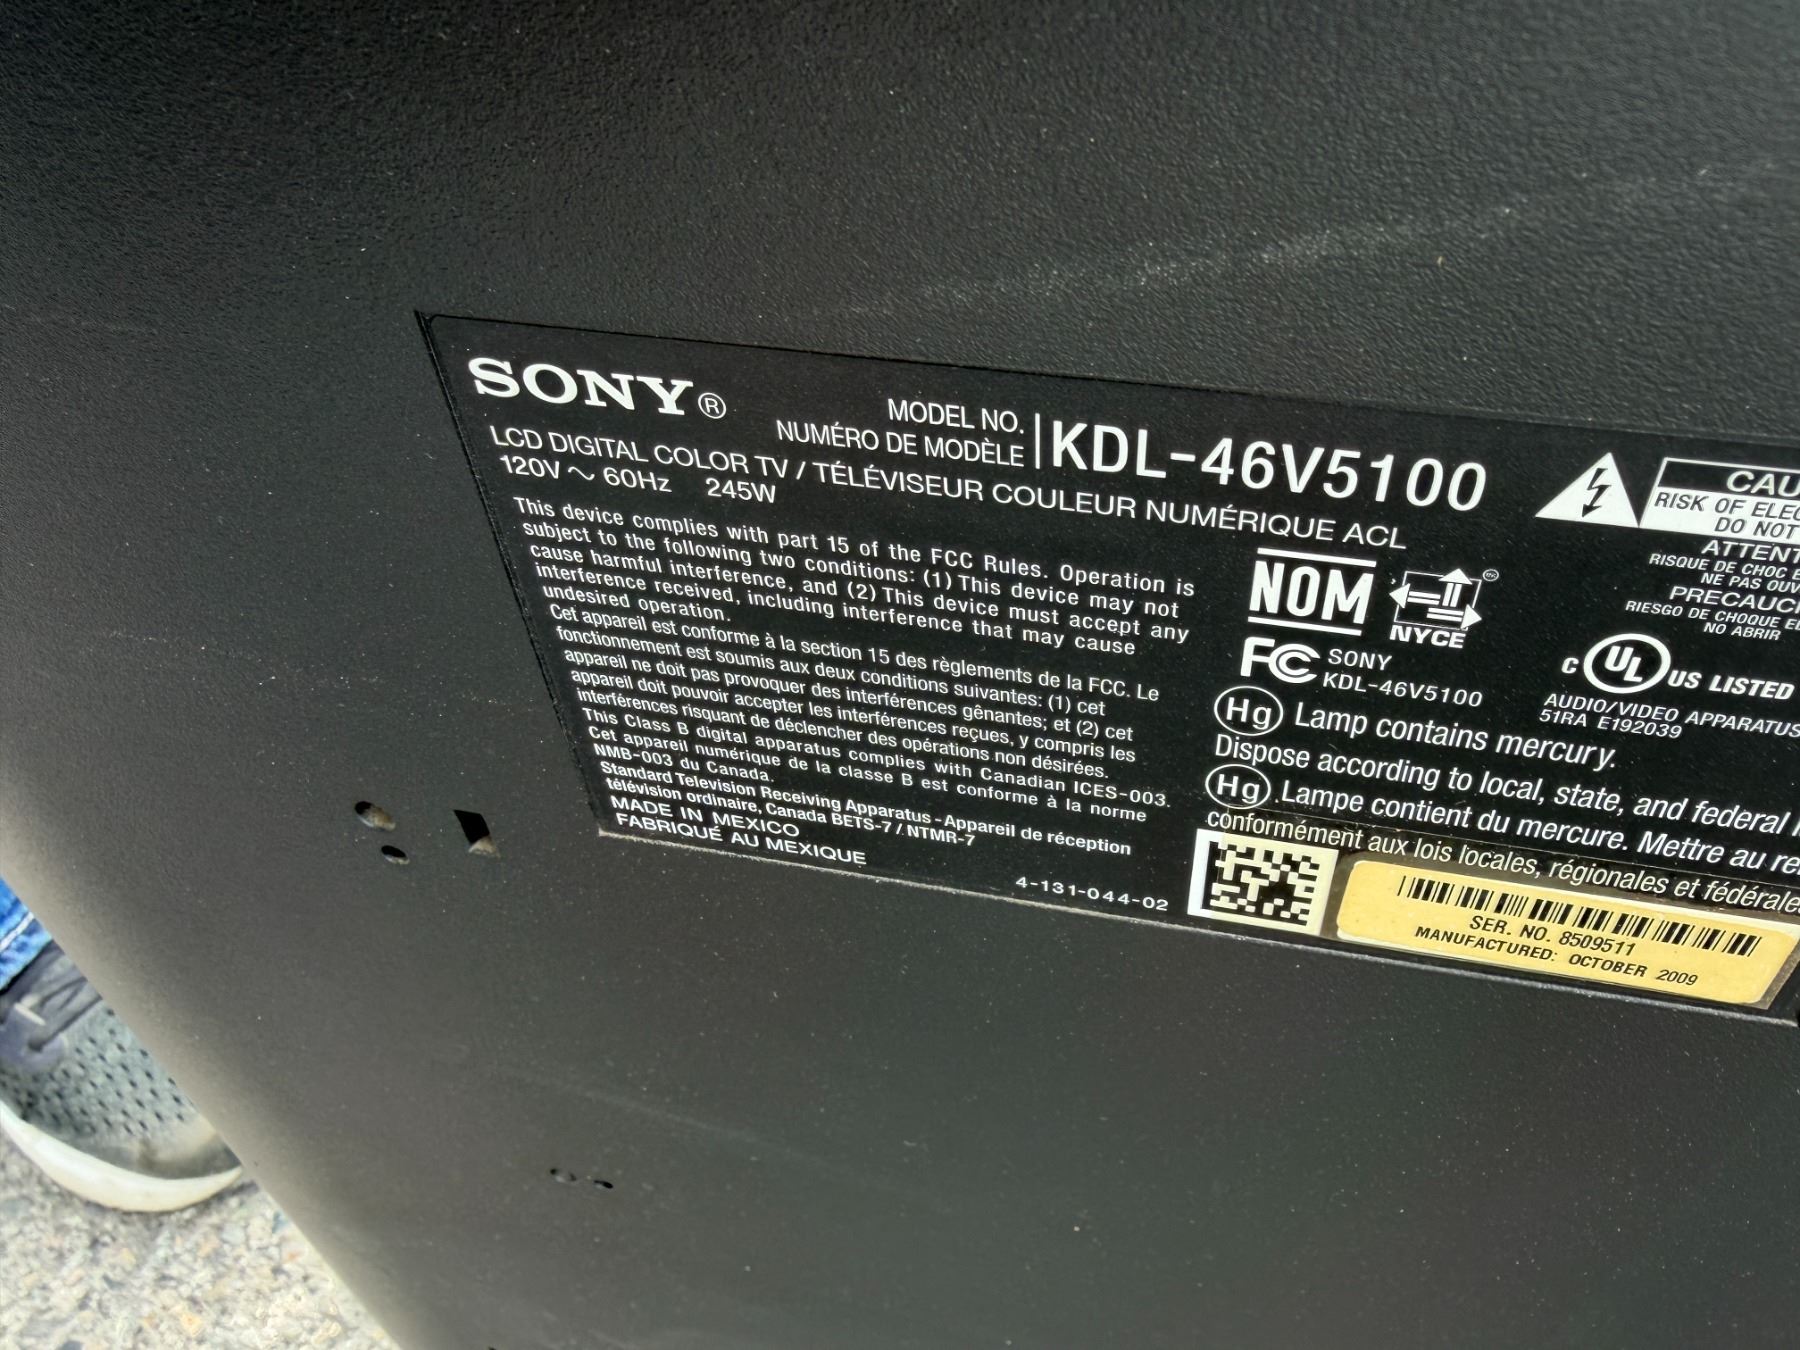 SONY®
MODEL NO.
NUMÉRO DE MODÈLE
KDL-46V5100
LCD DIGITAL COLOR TV / TÉLÉVISEUR COULEUR NUMÉRIQUE ACL
120V ~ 60Hz 245W
This device complies with part 15 of the FCC Rules. Operation is
subject to the following two conditions: (1) This device may not
cause harmful interference, and (2) This device must accept any
interference received, including interference that may cause
undesired operation.
Cet appareil est conforme à la section 15 des règlements de la FCC. Le
fonctionnement est soumis aux deux conditions suivantes: (1) cet
appareil ne doit pas provoquer des interférences gênantes; et (2) cet
appareil doit pouvoir accepter les interférences reçues, y compris les
interférences risquant de déclencher des opérations non désirées.
This Class B digital apparatus complies with Canadian ICES-003.
Cet appareil numérique de la classe B est conforme à la norme
NMB-003 du Canada.
Standard Television Receiving Apparatus - Appareil de réception
télévision ordinaire, Canada BETS-7 / NTMR-7
MADE IN MEXICO
FABRIQUÉ AU MEXIQUE
4-131-044-02
NOM
NYCE
FC SONY
KDL-46V5100
Hg Lamp contains mercury.
Dispose according to local, state, and federal
Hg Lampe contient du mercure. Mettre au re
conformément aux lois locales, régionales et fédérales
CAU
RISK OF ELEC
DO NOT
ATTENT
RISQUE DE CHOC E
NE PAS OUV
PRECAUCI
RIESGO DE CHOQUE EL
NO ABRIR
C UL US LISTED
AUDIO/VIDEO APPARATUS
51RA E192039
SER. NO. 8509511
MANUFACTURED: OCTOBER 2009